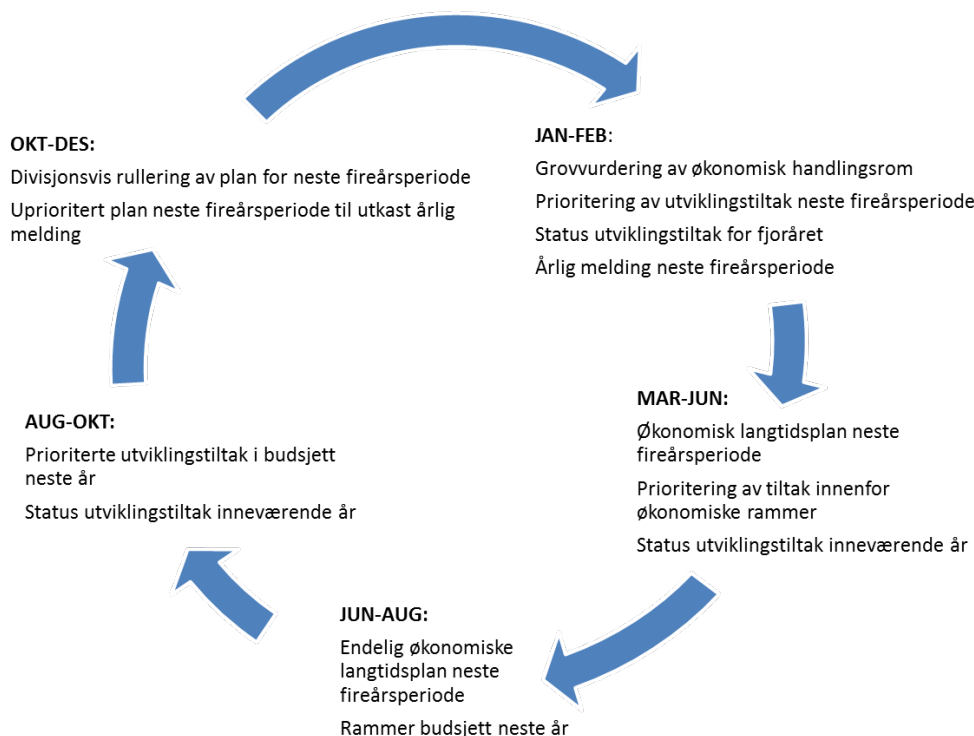 OKT-DES:
Divisjonsvis rullering av plan for neste fireårsperiode
Uprioritert plan neste fireårsperiode til utkast årlig
melding
JAN-FEB:
Grovvurdering av økonomisk handlingsrom
Prioritering av utviklingstiltak neste fireårsperiode
Status utviklingstiltak for fjoråret
Årlig melding neste fireårsperiode
MAR-JUN:
Økonomisk langtidsplan neste
fireårsperiode
Prioritering av tiltak innenfor
økonomiske rammer
Status utviklingstiltak inneværende år
JUN-AUG:
Endelig økonomiske
langtidsplan neste
fireårsperiode
Rammer budsjett neste år
AUG-OKT:
Prioriterte utviklingstiltak i budsjett
neste år
Status utviklingstiltak inneværende år